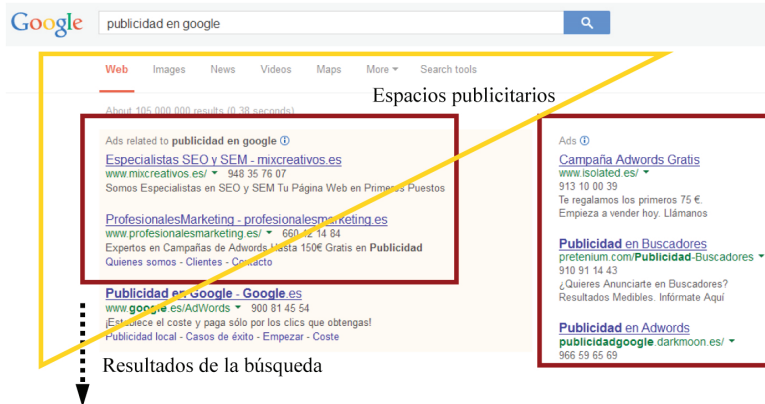 Google publicidad en google
Web Images News Videos Maps More Search tools
Espacios publicitarios
About 105,000,000 results (0.38 seconds)
Ads related to publicidad en google
Especialistas SEO y SEM - mixcreativos.es
www.mixcreativos.es/ 948 35 76 07
Somos Especialistas en SEO y SEM Tu Página Web en Primeros Puestos
ProfesionalesMarketing - profesionalesmarketing.es
www.profesionalesmarketing.es/ 660 42 14 84
Expertos en Campañas de Adwords Hasta 150€ Gratis en Publicidad
Quienes somos - Clientes - Contacto
Publicidad en Google - Google.es
www.google.es/AdWords 900 81 45 54
¡Establece el coste y paga sólo por los clics que obtengas!
Publicidad local - Casos de éxito - Empezar - Coste
Resultados de la búsqueda
Ads
Campaña Adwords Gratis
www.isolated.es/
913 10 00 39
Te regalamos los primeros 75 €.
Empieza a vender hoy. Llámanos
Publicidad en Buscadores
pretenium.com/Publicidad-Buscadores
910 91 14 43
¿Quieres Anunciarte en Buscadores?
Resultados Medibles. Infórmate Aquí
Publicidad en Adwords
publicidadgoogle.darkmoon.es/
966 59 65 69